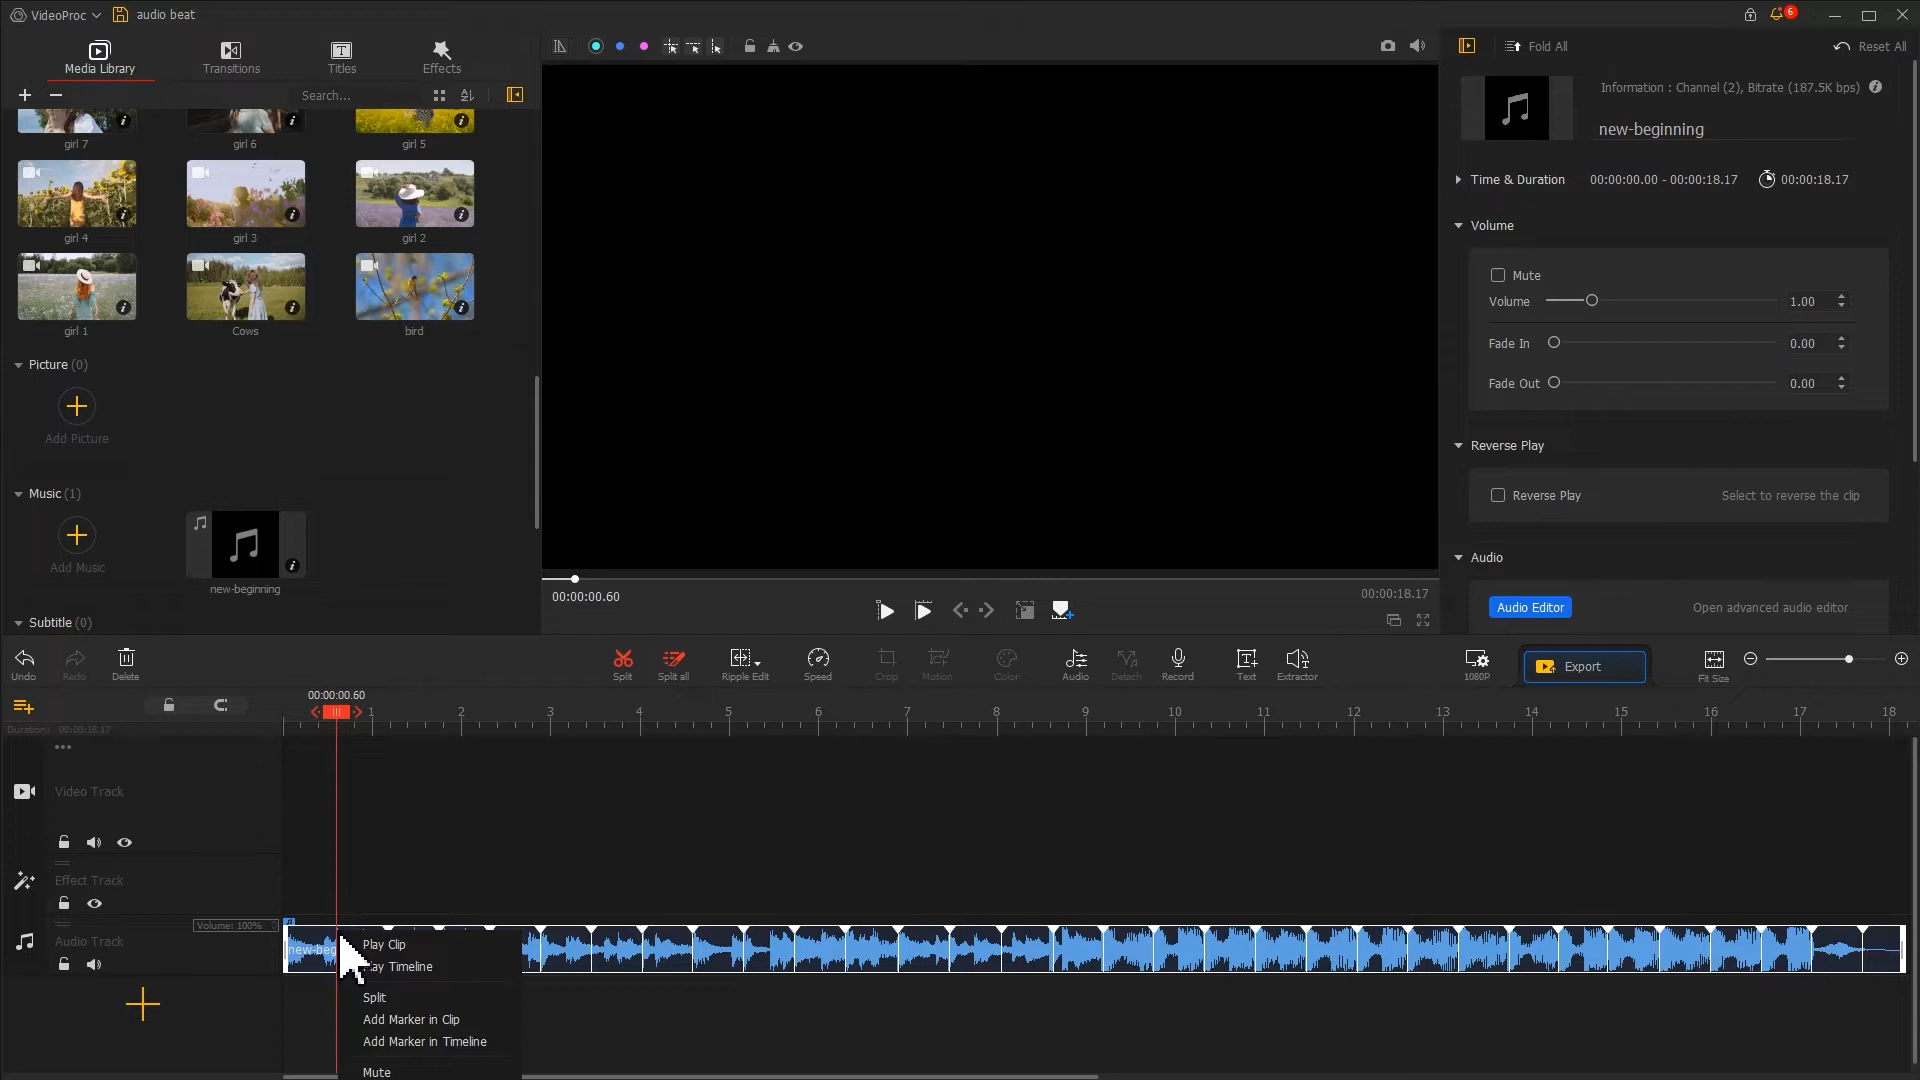 VideoProc
audio beat
6
Media Library
Transitions
Titles
Effects
Search...
girl 7
girl 6
girl 5
girl 4
girl 3
girl 2
girl 1
Cows
bird
Picture (0)
Add Picture
Music (1)
Add Music
new-beginning
Subtitle (0)
00:00:00.60
00:00:18.17
Fold All
Reset All
Information : Channel (2), Bitrate (187.5K bps)
new-beginning
Time & Duration
00:00:00.00 - 00:00:18.17
00:00:18.17
Volume
Mute
Volume
1.00
Fade In
0.00
Fade Out
0.00
Reverse Play
Reverse Play
Select to reverse the clip
Audio
Audio Editor
Open advanced audio editor
Undo
Redo
Delete
Split
Split all
Ripple Edit
Speed
Crop
Motion
Color
Audio
Detach
Record
Text
Extractor
1080P
Export
Fit Size
00:00:00.60
1 2 3 4 5 6 7 8 9 10 11 12 13 14 15 16 17 18
Duration: 00:00:18.17
Video Track
Effect Track
Volume: 100%
Audio Track
new-beg
Play Clip
Timeline
Split
Add Marker in Clip
Add Marker in Timeline
Mute